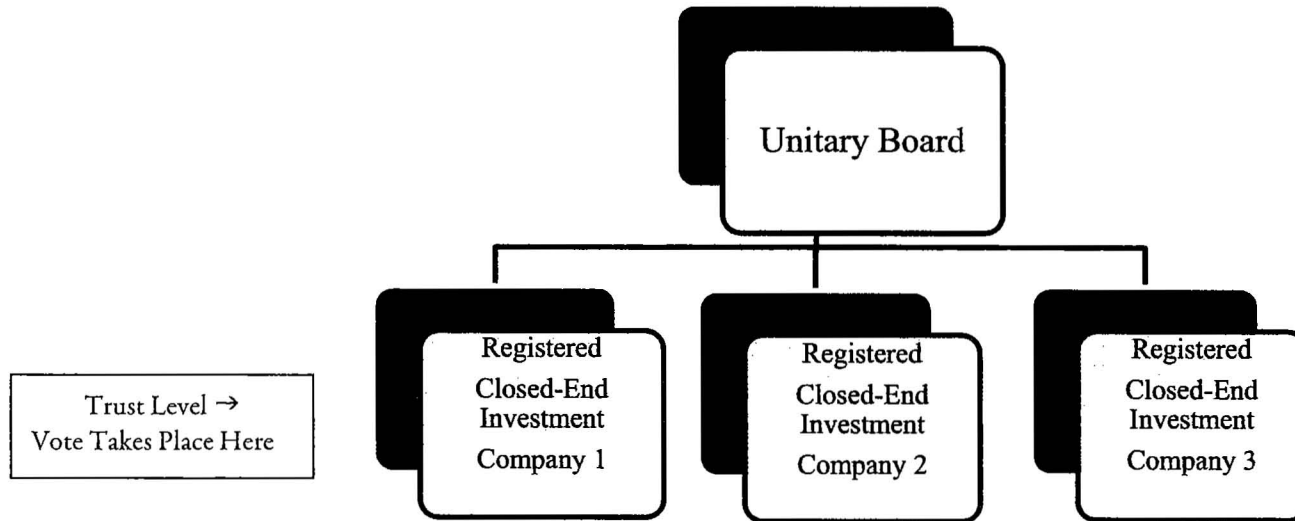 Unitary Board
Trust Level →
Vote Takes Place Here
Registered
Closed-End
Investment
Company 1
Registered
Closed-End
Investment
Company 2
Registered
Closed-End
Investment
Company 3